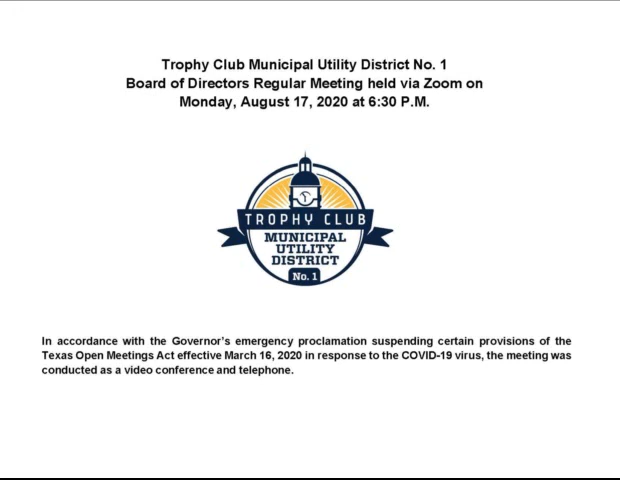 Trophy Club Municipal Utility District No. 1
Board of Directors Regular Meeting held via Zoom on
Monday, August 17, 2020 at 6:30 P.M.
TROPHY CLUB
MUNICIPAL
UTILITY
DISTRICT
No. 1
In accordance with the Governor's emergency proclamation suspending certain provisions of the
Texas Open Meetings Act effective March 16, 2020 in response to the COVID-19 virus, the meeting was
conducted as a video conference and telephone.